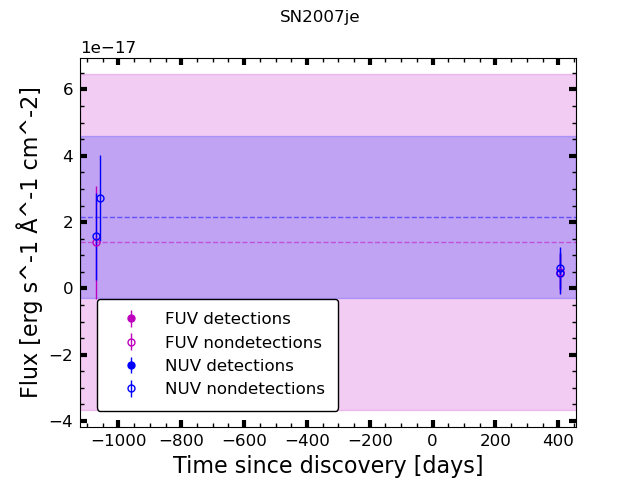 SN2007je
1e−17
6
4
2
0
−2
−4
Flux [erg s^-1 Å^-1 cm^-2]
FUV detections
FUV nondetections
NUV detections
NUV nondetections
−1000 −800 −600 −400 −200 0 200 400
Time since discovery [days]